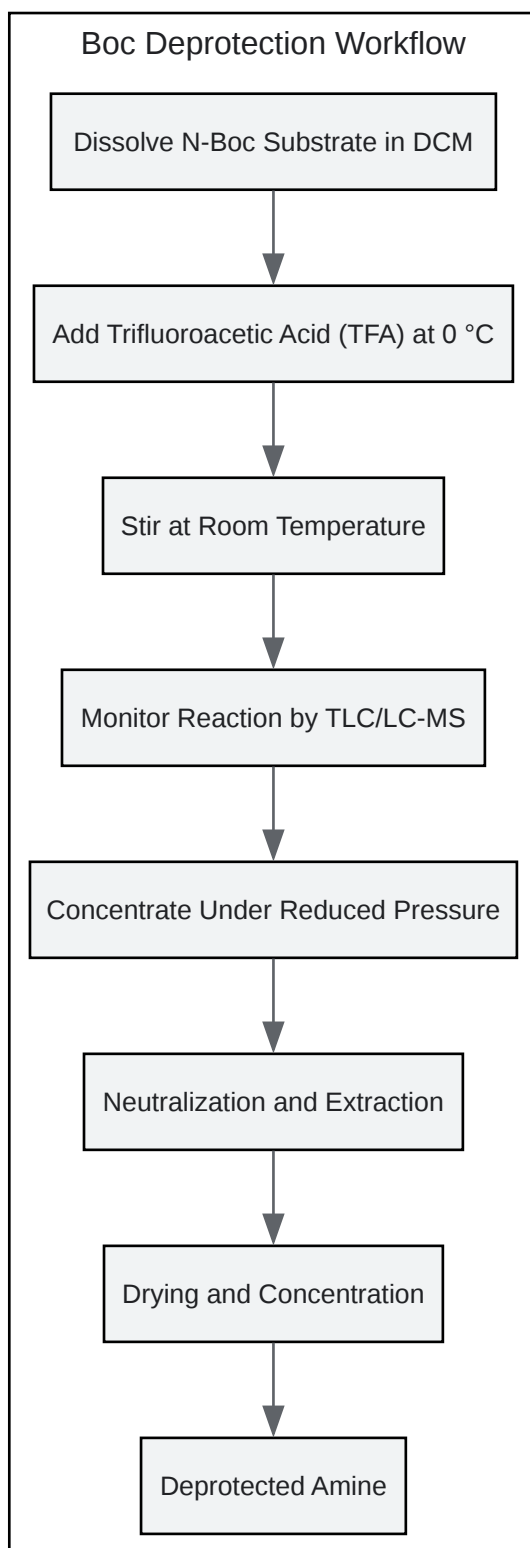 Boc Deprotection Workflow
Dissolve N-Boc Substrate in DCM
Add Trifluoroacetic Acid (TFA) at 0 °C
Stir at Room Temperature
Monitor Reaction by TLC/LC-MS
Concentrate Under Reduced Pressure
Neutralization and Extraction
Drying and Concentration
Deprotected Amine